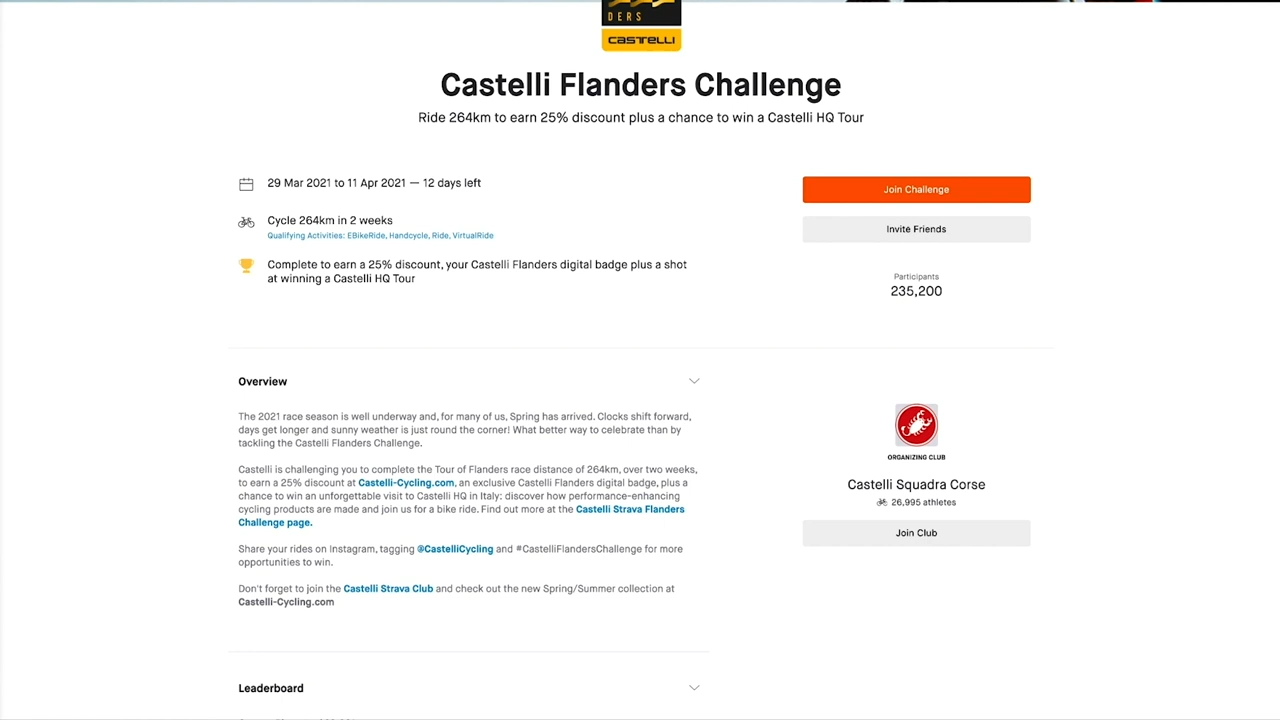 DERS
CASTELLI
Castelli Flanders Challenge
Ride 264km to earn 25% discount plus a chance to win a Castelli HQ Tour
29 Mar 2021 to 11 Apr 2021 — 12 days left
Cycle 264km in 2 weeks
Qualifying Activities: EBikeRide, Handcycle, Ride, VirtualRide
Complete to earn a 25% discount, your Castelli Flanders digital badge plus a shot
at winning a Castelli HQ Tour
Join Challenge
Invite Friends
Participants
235,200
Overview
The 2021 race season is well underway and, for many of us, Spring has arrived. Clocks shift forward,
days get longer and sunny weather is just round the corner! What better way to celebrate than by
tackling the Castelli Flanders Challenge.
Castelli is challenging you to complete the Tour of Flanders race distance of 264km, over two weeks,
to earn a 25% discount at Castelli-Cycling.com, an exclusive Castelli Flanders digital badge, plus a
chance to win an unforgettable visit to Castelli HQ in Italy: discover how performance-enhancing
cycling products are made and join us for a bike ride. Find out more at the Castelli Strava Flanders
Challenge page.
Share your rides on Instagram, tagging @CastelliCycling and #CastelliFlandersChallenge for more
opportunities to win.
Don't forget to join the Castelli Strava Club and check out the new Spring/Summer collection at
Castelli-Cycling.com
ORGANIZING CLUB
Castelli Squadra Corse
26,995 athletes
Join Club
Leaderboard